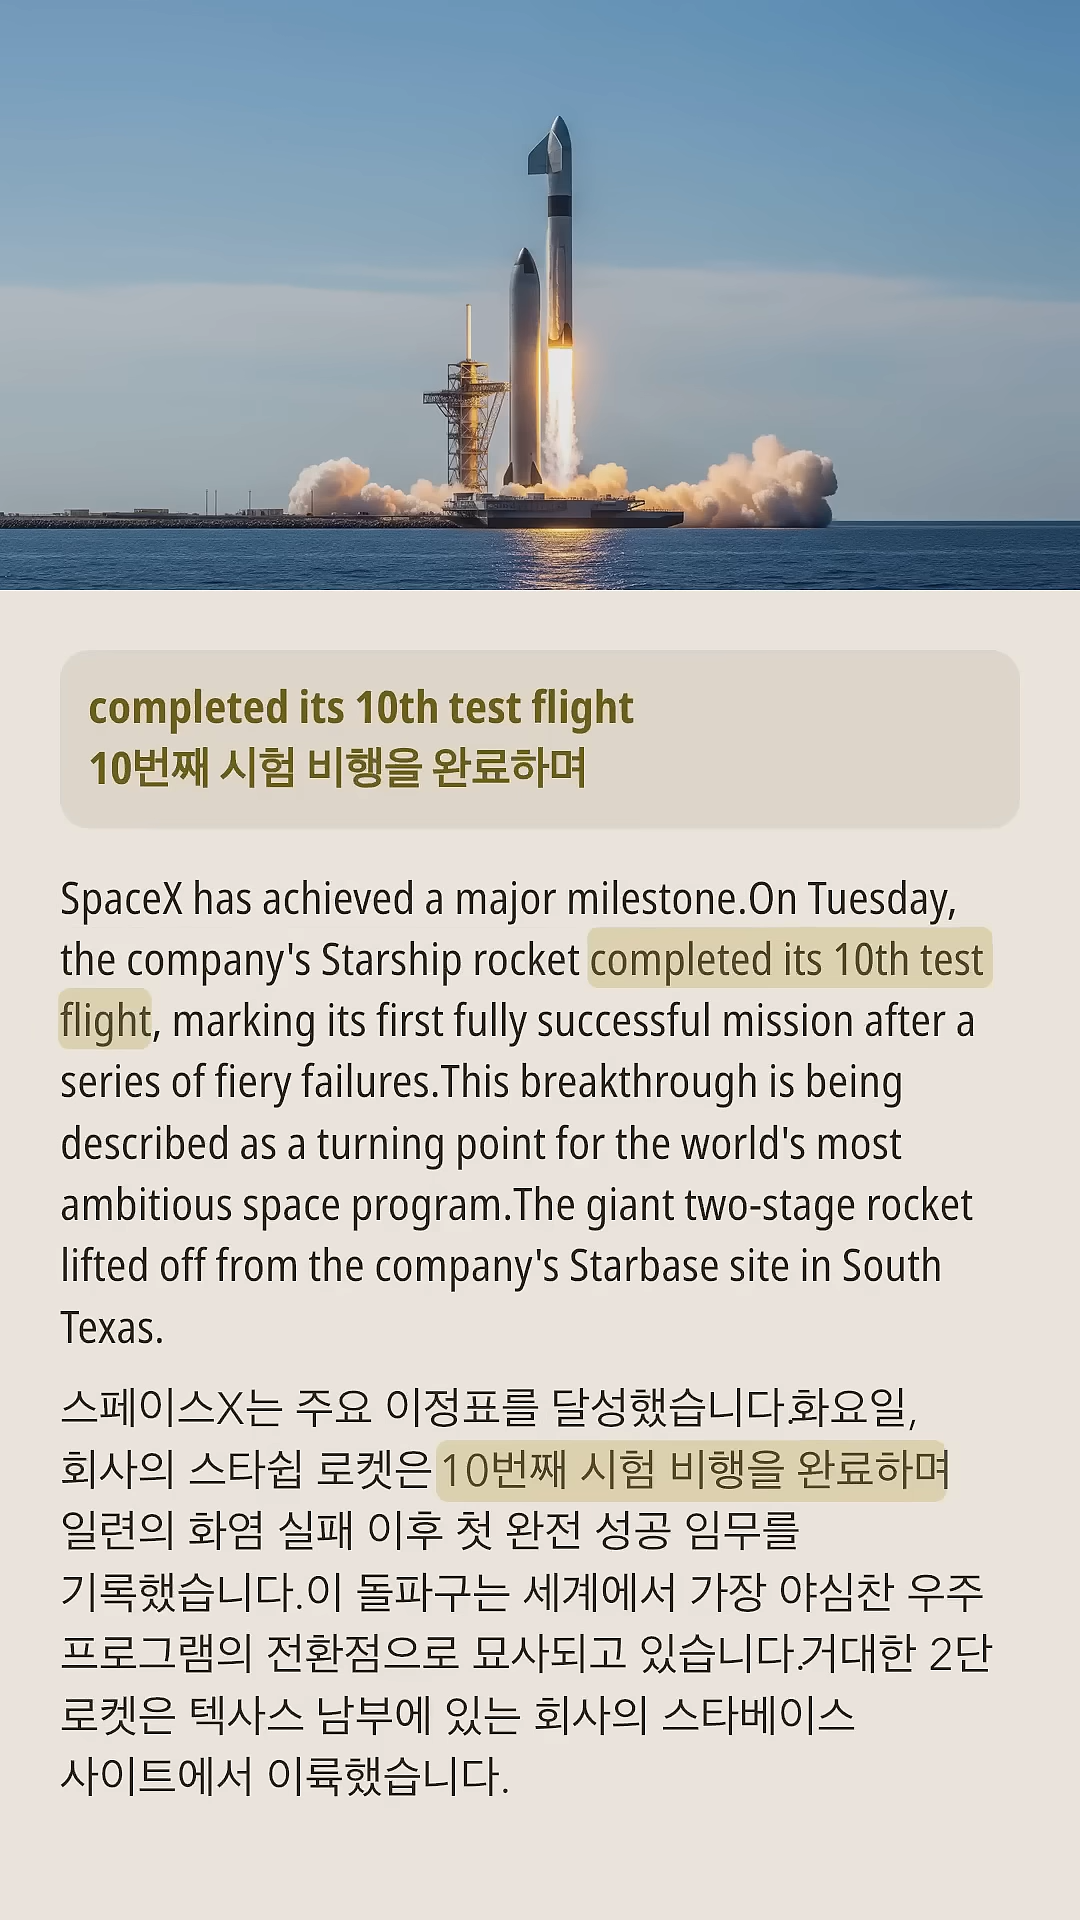 completed its 10th test flight
10번째 시험 비행을 완료하며
SpaceX has achieved a major milestone.On Tuesday,
the company's Starship rocket completed its 10th test
flight, marking its first fully successful mission after a
series of fiery failures.This breakthrough is being
described as a turning point for the world's most
ambitious space program.The giant two-stage rocket
lifted off from the company's Starbase site in South
Texas.
스페이스X는 주요 이정표를 달성했습니다.화요일,
회사의 스타쉽 로켓은 10번째 시험 비행을 완료하며
일련의 화염 실패 이후 첫 완전 성공 임무를
기록했습니다.이 돌파구는 세계에서 가장 야심찬 우주
프로그램의 전환점으로 묘사되고 있습니다.거대한 2단
로켓은 텍사스 남부에 있는 회사의 스타베이스
사이트에서 이륙했습니다.